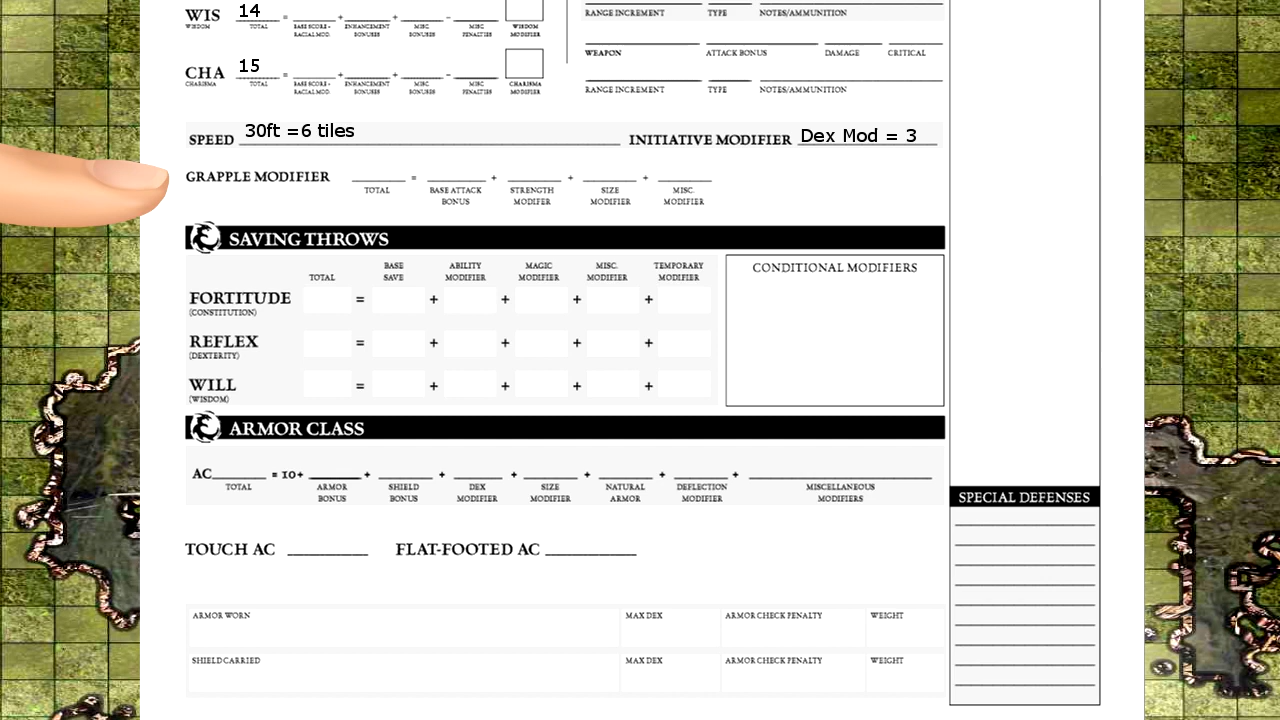 WIS 14 = + + + -
WISDOM TOTAL BASE SCORE + RACIAL MOD. ENHANCEMENT BONUSES MISC BONUSES MISC PENALTIES WISDOM MODIFIER
CHA 15 = + + -
CHARISMA TOTAL BASE SCORE + RACIAL MOD. ENHANCEMENT BONUSES MISC BONUSES MISC PENALTIES CHARISMA MODIFIER
RANGE INCREMENT TYPE NOTES/AMMUNITION
WEAPON ATTACK BONUS DAMAGE CRITICAL
RANGE INCREMENT TYPE NOTES/AMMUNITION
SPEED 30ft =6 tiles INITIATIVE MODIFIER Dex Mod = 3
GRAPPLE MODIFIER = + + +
TOTAL BASE ATTACK BONUS STRENGTH MODIFER SIZE MODIFIER MISC. MODIFIER
SAVING THROWS
TOTAL BASE SAVE ABILITY MODIFIER MAGIC MODIFIER MISC. MODIFIER TEMPORARY MODIFIER
FORTITUDE = + + + +
(CONSTITUTION)
REFLEX = + + + +
(DEXTERITY)
WILL = + + + +
(WISDOM)
CONDITIONAL MODIFIERS
ARMOR CLASS
AC = 10+ + + + + + +
TOTAL ARMOR BONUS SHIELD BONUS DEX MODIFIER SIZE MODIFIER NATURAL ARMOR DEFLECTION MODIFIER MISCELLANEOUS MODIFIERS
TOUCH AC FLAT-FOOTED AC
ARMOR WORN MAX DEX ARMOR CHECK PENALTY WEIGHT
SHIELD CARRIED MAX DEX ARMOR CHECK PENALTY WEIGHT
SPECIAL DEFENSES